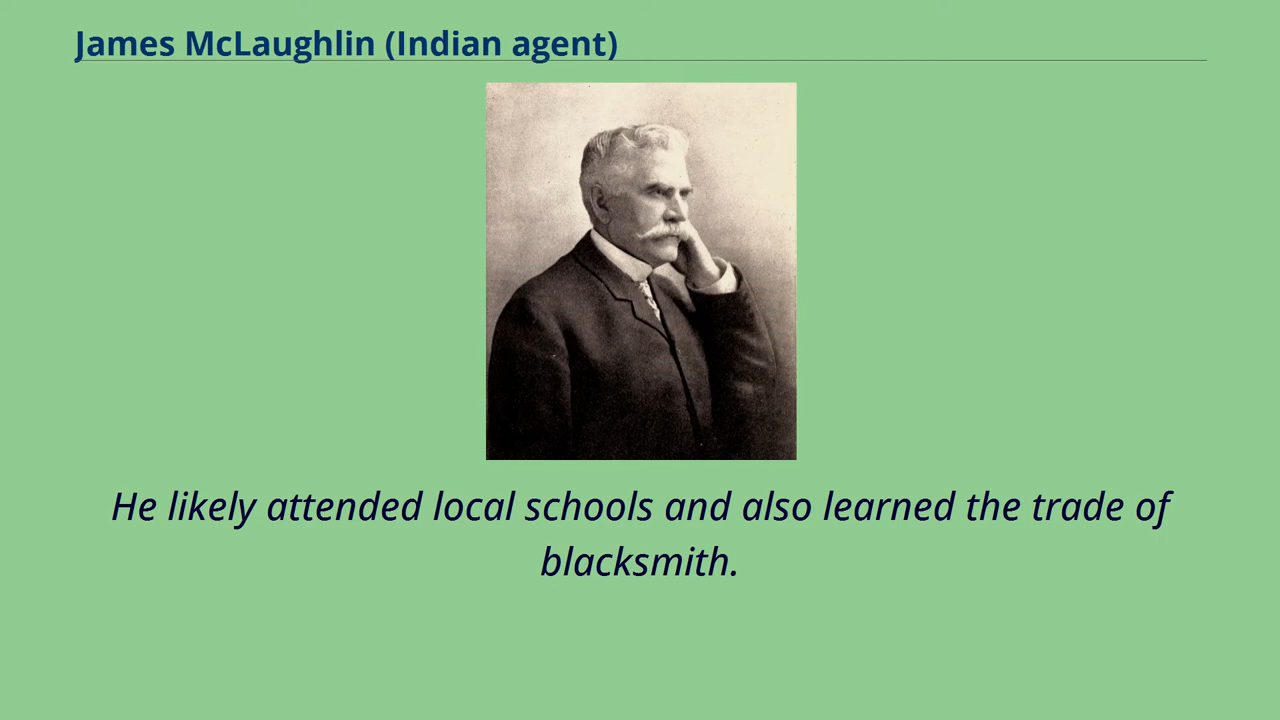 James McLaughlin (Indian agent)
He likely attended local schools and also learned the trade of
blacksmith.